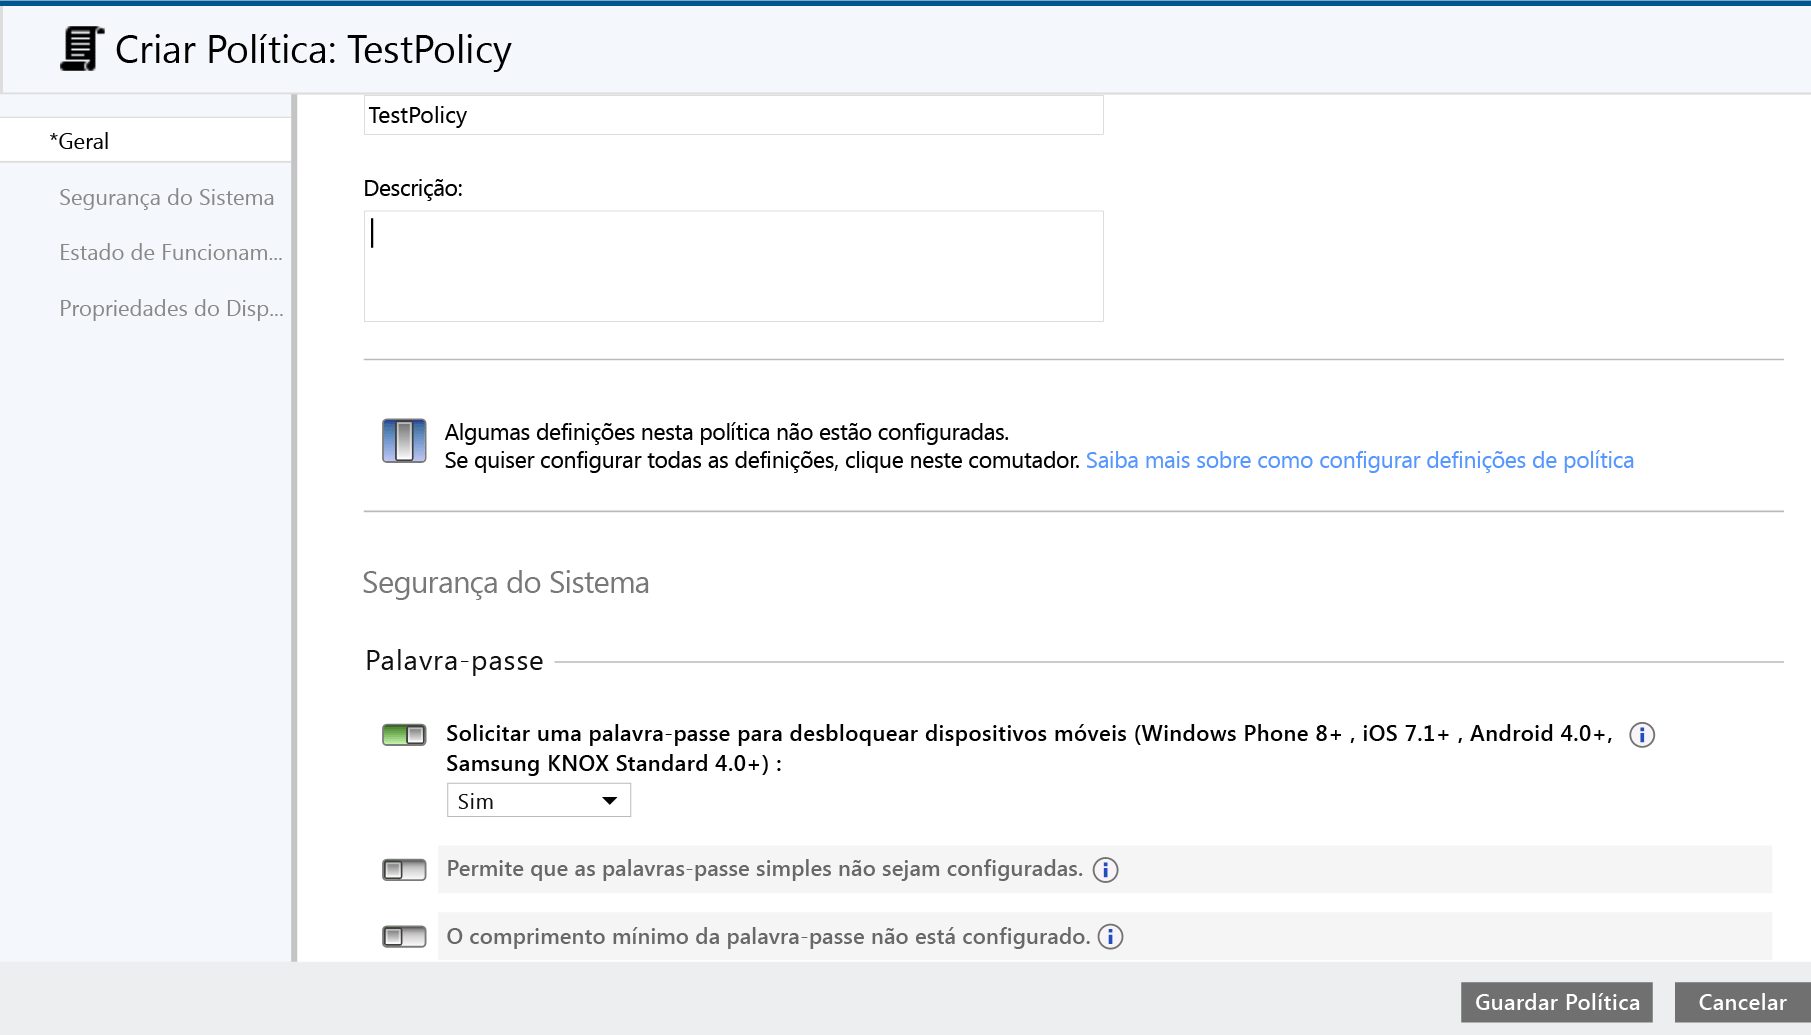 Criar Política: TestPolicy
*Geral
Segurança do Sistema
Estado de Funcionam...
Propriedades do Disp...
TestPolicy
Descrição:
Algumas definições nesta política não estão configuradas.
Se quiser configurar todas as definições, clique neste comutador. Saiba mais sobre como configurar definições de política
Segurança do Sistema
Palavra-passe
Solicitar uma palavra-passe para desbloquear dispositivos móveis (Windows Phone 8+ , iOS 7.1+ , Android 4.0+,
Samsung KNOX Standard 4.0+) :
Sim
Permite que as palavras-passe simples não sejam configuradas.
O comprimento mínimo da palavra-passe não está configurado.
Guardar Política
Cancelar